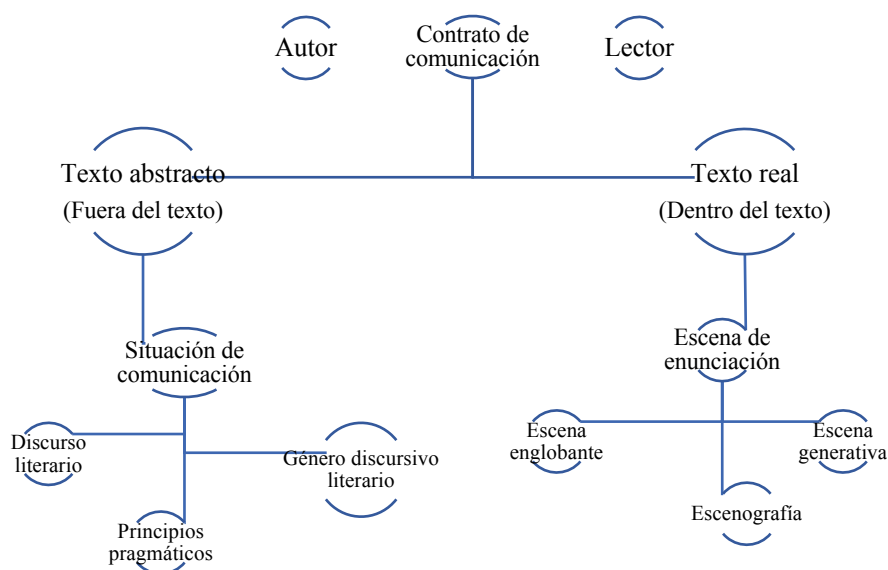 Autor
Contrato de
comunicación
Lector
Texto abstracto
(Fuera del texto)
Texto real
(Dentro del texto)
Situación de
comunicación
Escena de
enunciación
Discurso
literario
Género discursivo
literario
Principios
pragmáticos
Escena
englobante
Escena
generativa
Escenografía